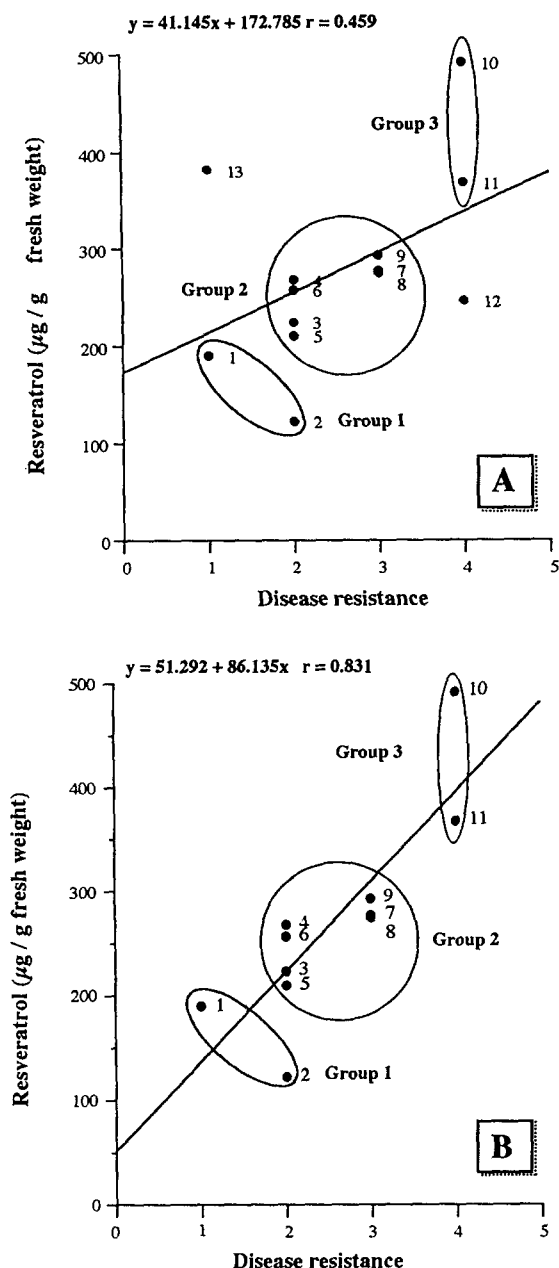 y = 41.145x + 172.785 r = 0.459
500
400
300
200
100
0
Resveratrol (µg / g fresh weight)
10
Group 3
11
13
Group 2
4
6
3
5
9
7
8
12
1
2
Group 1
A
0 1 2 3 4 5
Disease resistance
y = 51.292 + 86.135x r = 0.831
500
400
300
200
100
0
Resveratrol (µg / g fresh weight)
10
Group 3
11
4
6
3
5
9
7
8
Group 2
1
2
Group 1
B
0 1 2 3 4 5
Disease resistance